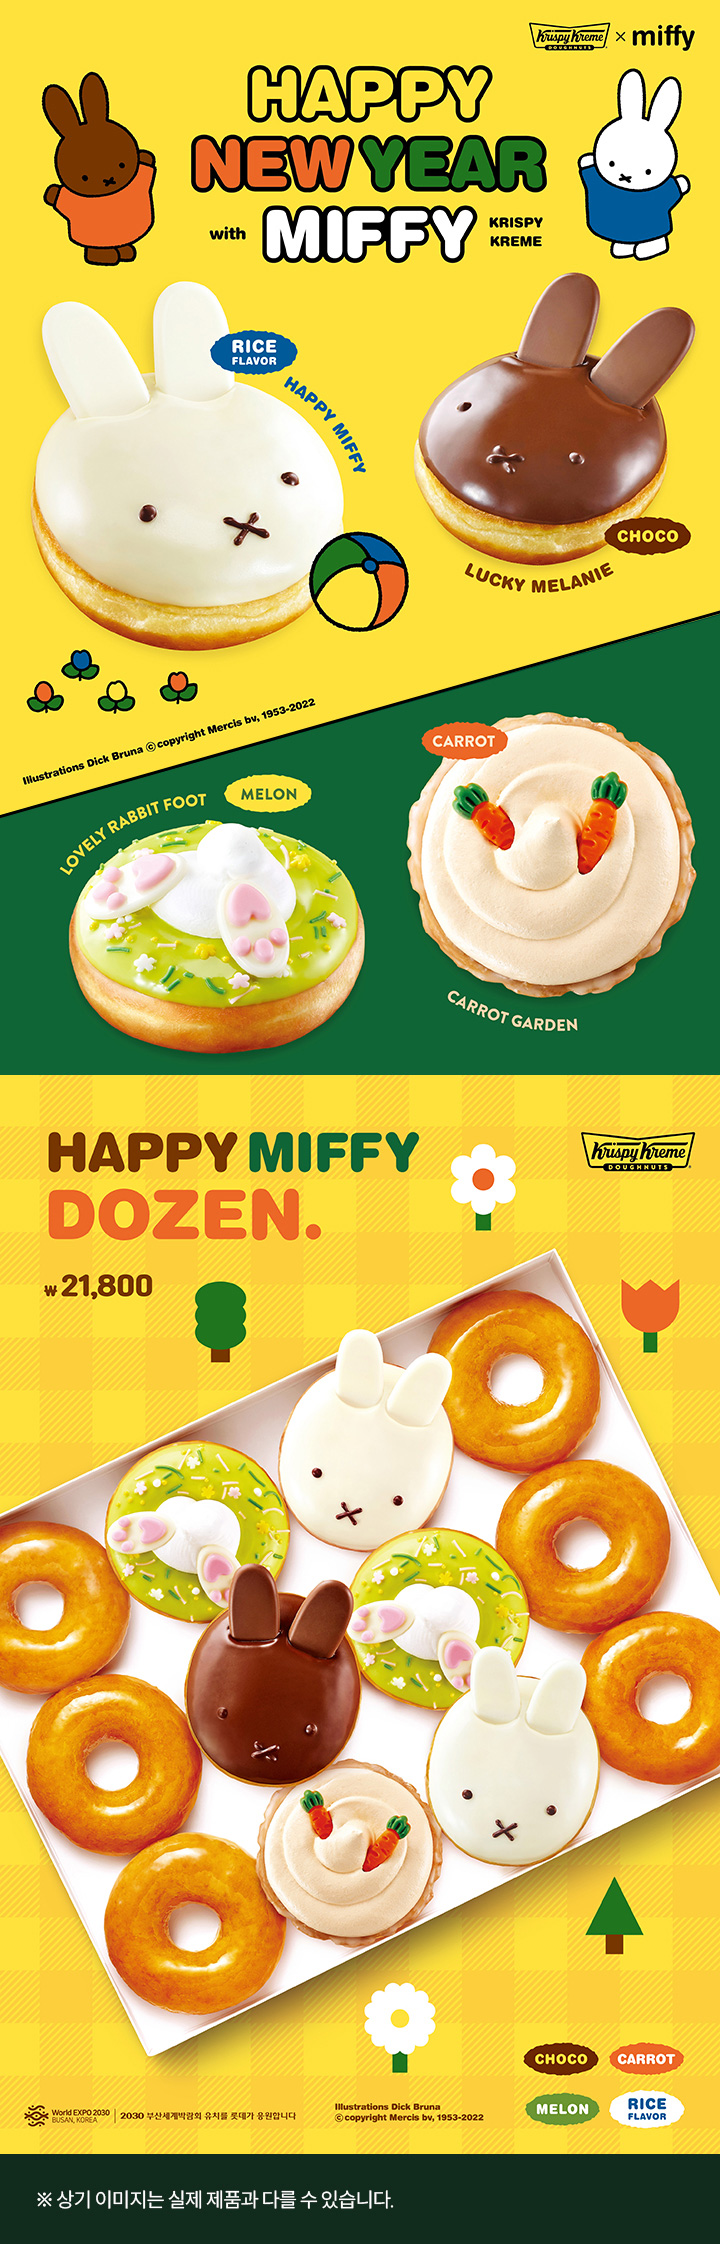 Krispy Kreme
DOUGHNUTS
× miffy
HAPPY
NEW YEAR
with MIFFY KRISPY
KREME
RICE
FLAVOR
HAPPY MIFFY
CHOCO
LUCKY MELANIE
Illustrations Dick Bruna ©copyright Mercis bv, 1953-2022
CARROT
MELON
LOVELY RABBIT FOOT
CARROT GARDEN
HAPPY MIFFY
DOZEN.
Krispy Kreme
DOUGHNUTS
₩21,800
CHOCO
CARROT
MELON
RICE
FLAVOR
World EXPO 2030
BUSAN, KOREA
2030 부산세계박람회 유치를 롯데가 응원합니다
Illustrations Dick Bruna
©copyright Mercis bv, 1953-2022
※ 상기 이미지는 실제 제품과 다를 수 있습니다.